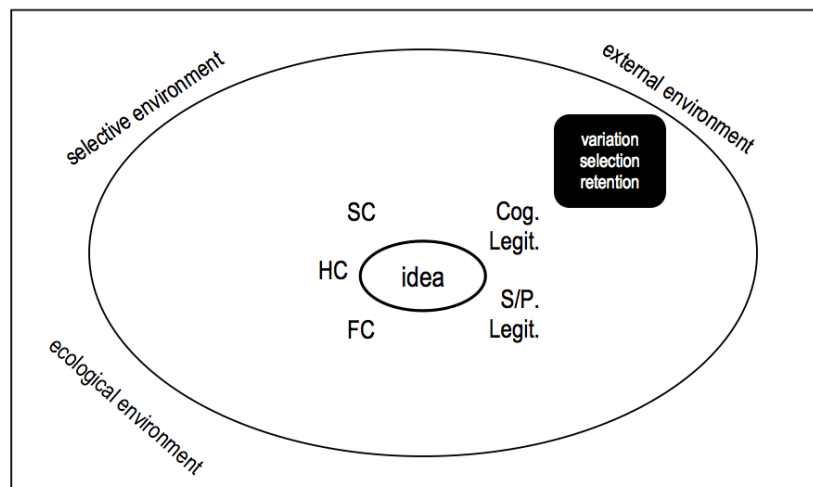 selective environment
external environment
variation
selection
retention
SC
Cog.
Legit.
HC
idea
S/P.
Legit.
FC
ecological environment